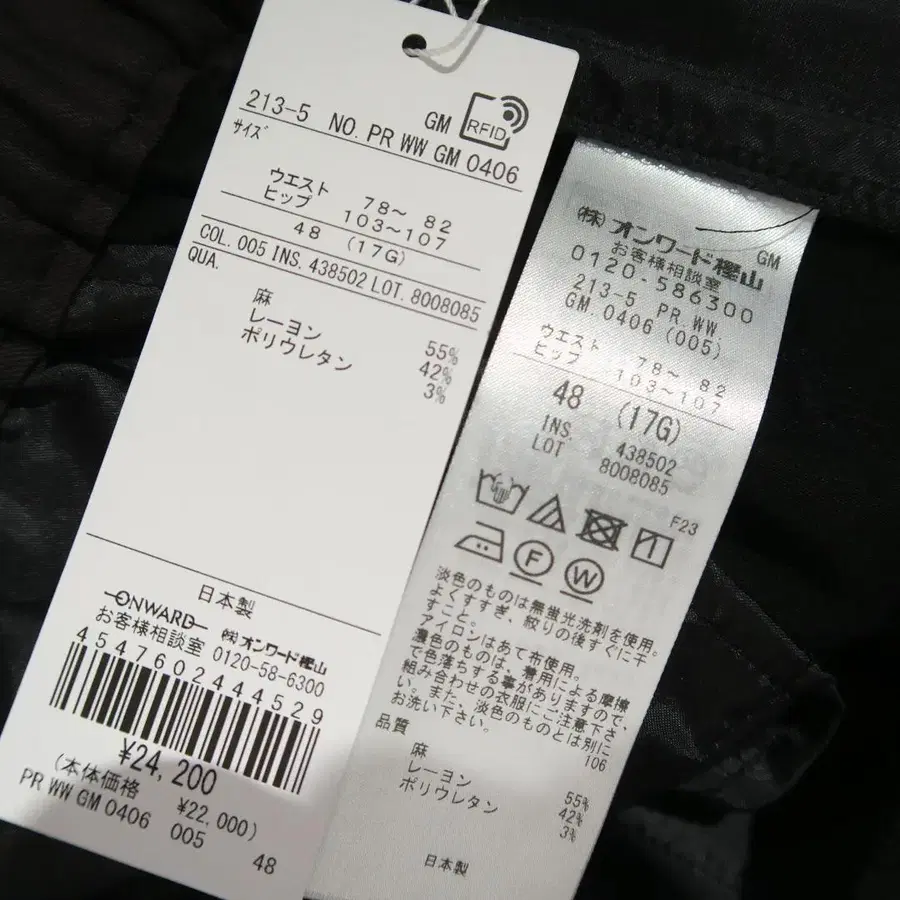 GM RFID
213-5 NO. PR WW GM 0406
サイズ
ウエスト 78～ 82
ヒップ 103～107
48 (17G)
COL. 005 INS. 438502 LOT. 8008085
QUA.
麻 55%
レーヨン 42%
ポリウレタン 3%
日本製
ONWARD ㈱オンワード樫山
お客様相談室 0120-58-6300
4547602444529
¥24,200
(本体価格 ¥22,000)
PR WW GM 0406 005
48
GM
㈱オンワード樫山
お客様相談室
0120-586300
213-5 PR. WW.
GM. 0406 (005)
ウエスト 78～ 82
ヒップ 103～107
48 (17G)
INS. 438502
LOT 8008085
F23
F W
淡色のものは無蛍光洗剤を使用。
よくすすぎ、絞りの後すぐに干
すこと。
アイロンはあて布使用。
濃色のものは、着用による摩擦
で色落ちする事がありますので、
組み合わせの衣服にご注意下さ
い。また、淡色のものとは別に
お洗い下さい。
106
品質
麻 55%
レーヨン 42%
ポリウレタン 3%
日本製